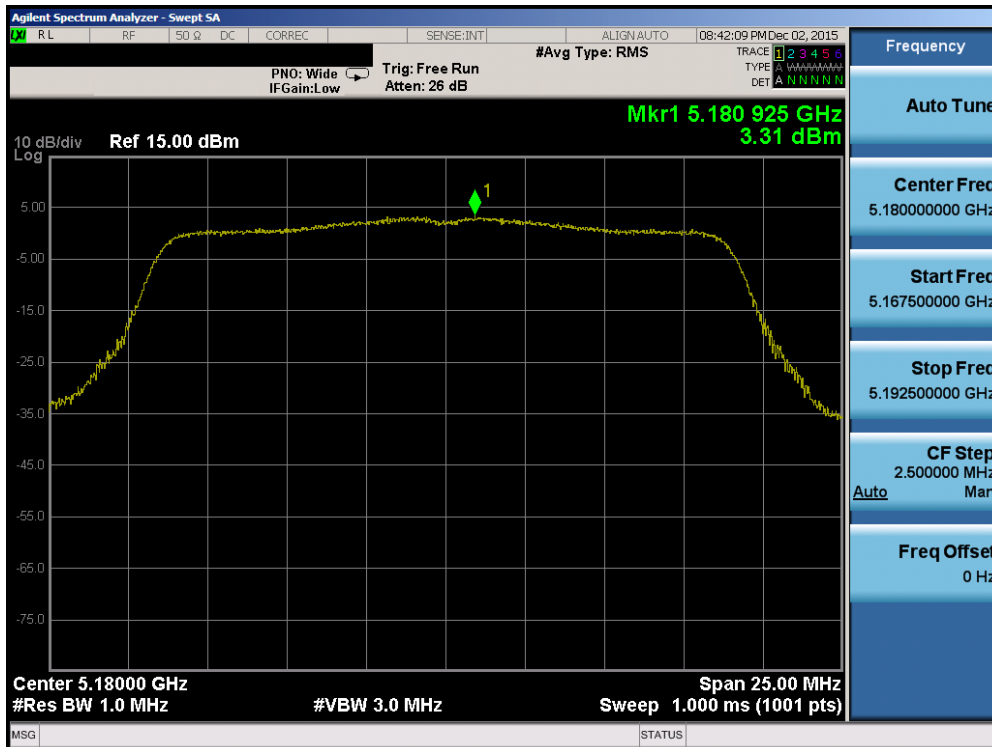 Agilent Spectrum Analyzer - Swept SA
LXI RL RF 50 Ω DC CORREC SENSE:INT ALIGN AUTO 08:42:09 PM Dec 02, 2015
Frequency
#Avg Type: RMS
TRACE 1 2 3 4 5 6
PNO: Wide Trig: Free Run
TYPE A WWWWW
IFGain:Low Atten: 26 dB
DET A N N N N N
Auto Tune
Mkr1 5.180 925 GHz
10 dB/div Ref 15.00 dBm 3.31 dBm
Log
1
5.00
-5.00
-15.0
-25.0
-35.0
-45.0
-55.0
-65.0
-75.0
Center Freq
5.180000000 GHz
Start Freq
5.167500000 GHz
Stop Freq
5.192500000 GHz
CF Step
2.500000 MHz
Auto Man
Freq Offset
0 Hz
Center 5.18000 GHz Span 25.00 MHz
#Res BW 1.0 MHz #VBW 3.0 MHz Sweep 1.000 ms (1001 pts)
MSG STATUS